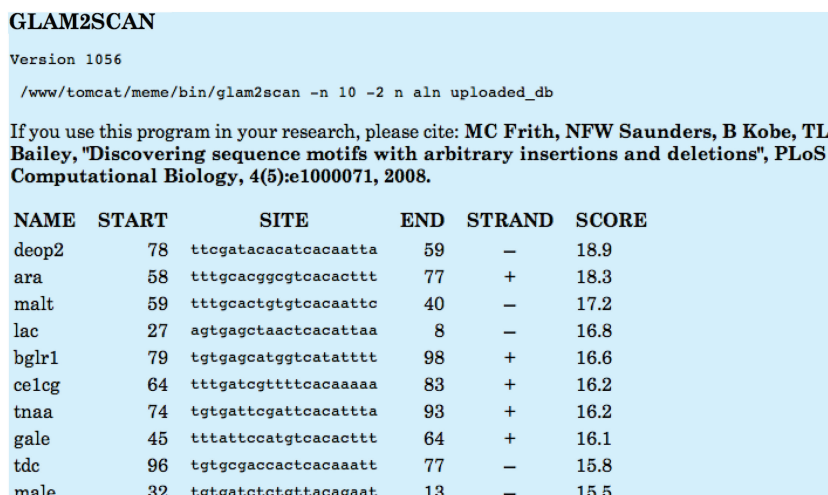 GLAM2SCAN
Version 1056
/www/tomcat/meme/bin/glam2scan -n 10 -2 n aln uploaded_db
If you use this program in your research, please cite: MC Frith, NFW Saunders, B Kobe, TL
Bailey, "Discovering sequence motifs with arbitrary insertions and deletions", PLoS
Computational Biology, 4(5):e1000071, 2008.
NAME START SITE END STRAND SCORE
deop2 78 ttcgatacacatcacaatta 59 − 18.9
ara 58 tttgcacggcgtcacacttt 77 + 18.3
malt 59 tttgcactgtgtcacaattc 40 − 17.2
lac 27 agtgagctaactcacattaa 8 − 16.8
bglr1 79 tgtgagcatggtcatatttt 98 + 16.6
ce1cg 64 tttgatcgttttcacaaaaa 83 + 16.2
tnaa 74 tgtgattcgattcacattta 93 + 16.2
gale 45 tttattccatgtcacacttt 64 + 16.1
tdc 96 tgtgcgaccactcacaaatt 77 − 15.8
male 32 tgtgatctctgttacagaat 13 − 15.5